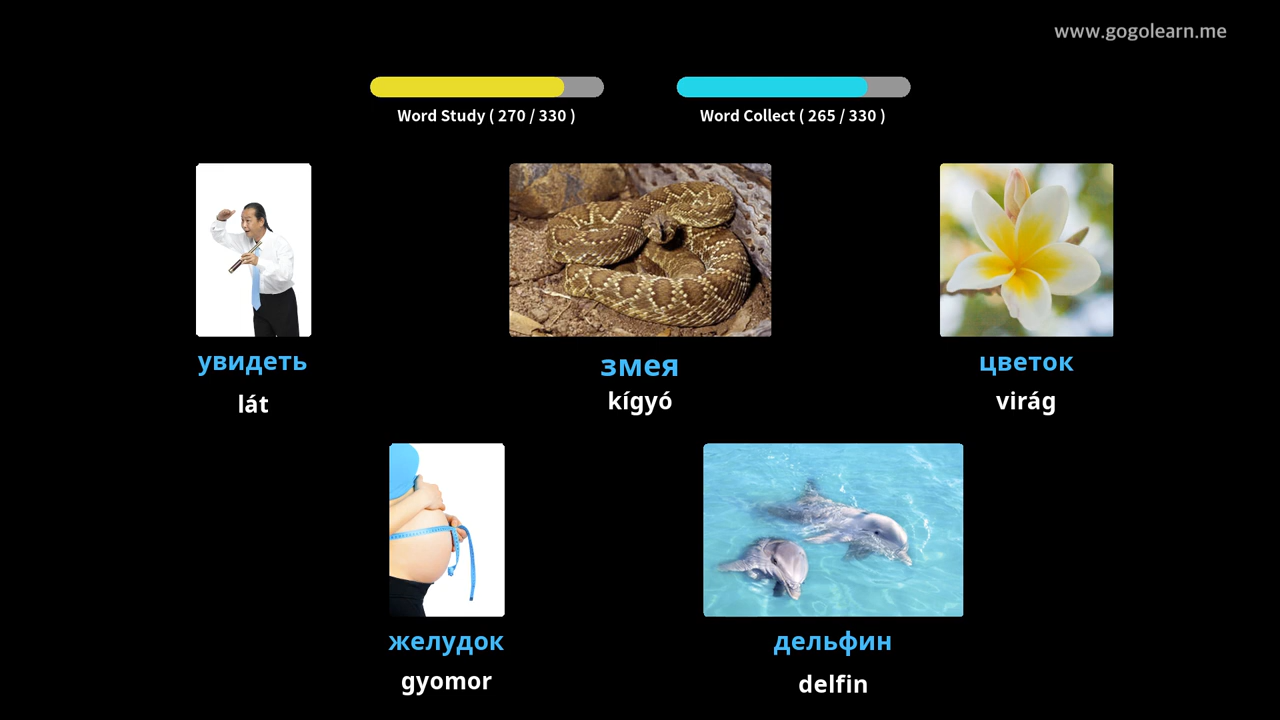 www.gogolearn.me
Word Study ( 270 / 330 )
Word Collect ( 265 / 330 )
увидеть
lát
змея
kígyó
цветок
virág
желудок
gyomor
дельфин
delfin